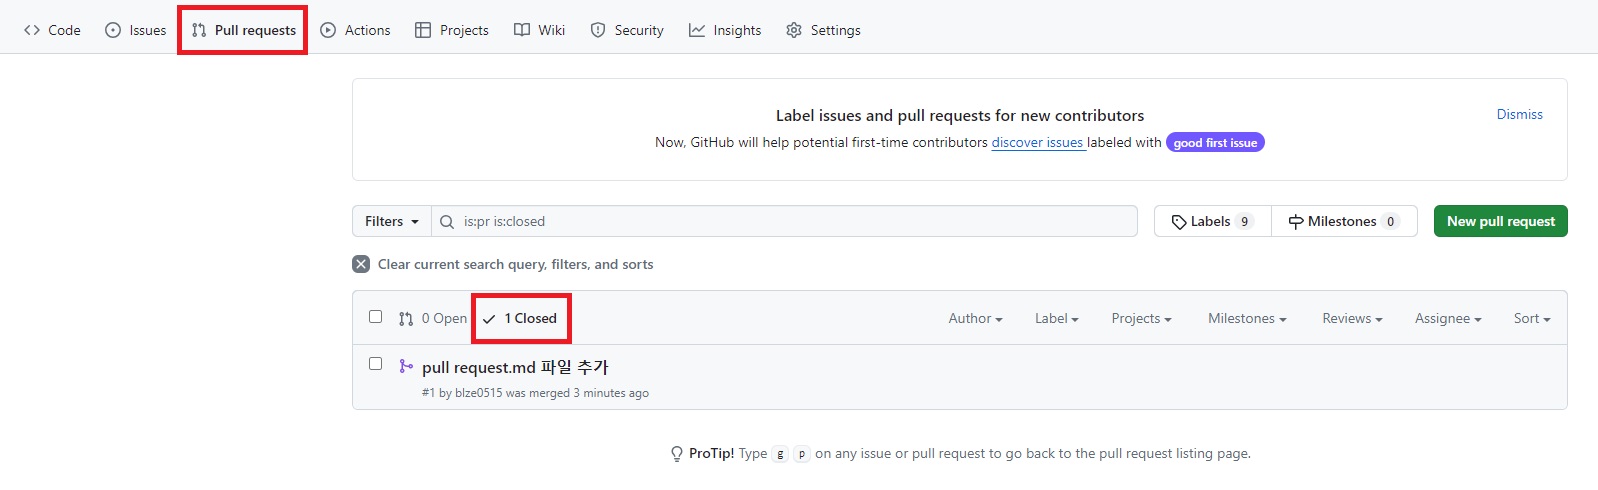 Code Issues Pull requests Actions Projects Wiki Security Insights Settings
Label issues and pull requests for new contributors
Dismiss
Now, GitHub will help potential first-time contributors discover issues labeled with good first issue
Filters is:pr is:closed Labels 9 Milestones 0 New pull request
Clear current search query, filters, and sorts
0 Open 1 Closed Author Label Projects Milestones Reviews Assignee Sort
pull request.md 파일 추가
#1 by blze0515 was merged 3 minutes ago
ProTip! Type g p on any issue or pull request to go back to the pull request listing page.